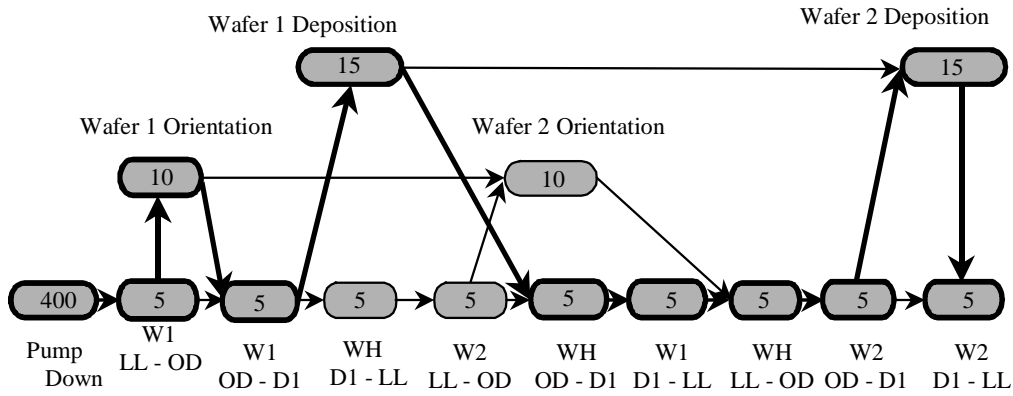 Wafer 1 Deposition
Wafer 2 Deposition
15
15
Wafer 1 Orientation
Wafer 2 Orientation
10
10
400
5
5
5
5
5
5
5
5
5
Pump
Down
W1
LL - OD
W1
OD - D1
WH
D1 - LL
W2
LL - OD
WH
OD - D1
W1
D1 - LL
WH
LL - OD
W2
OD - D1
W2
D1 - LL